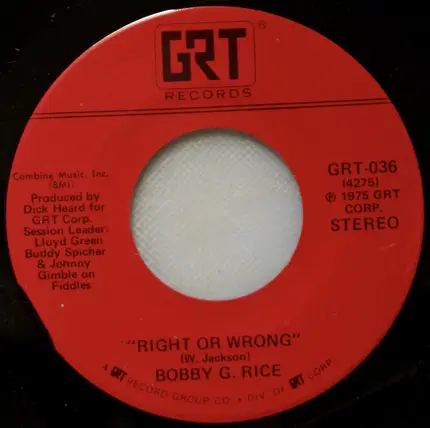 GRT®
RECORDS
Combine Music, Inc.
(BMI)
Produced by
Dick Heard for
GRT Corp.
Session Leader:
Lloyd Green
Buddy Spicher
& Johnny
Gimble on
Fiddles
GRT-036
(4275)
℗ 1975 GRT
CORP.
STEREO
"RIGHT OR WRONG"
(W. Jackson)
BOBBY G. RICE
GRT RECORD GROUP CO. • DIV. OF GRT CORP.